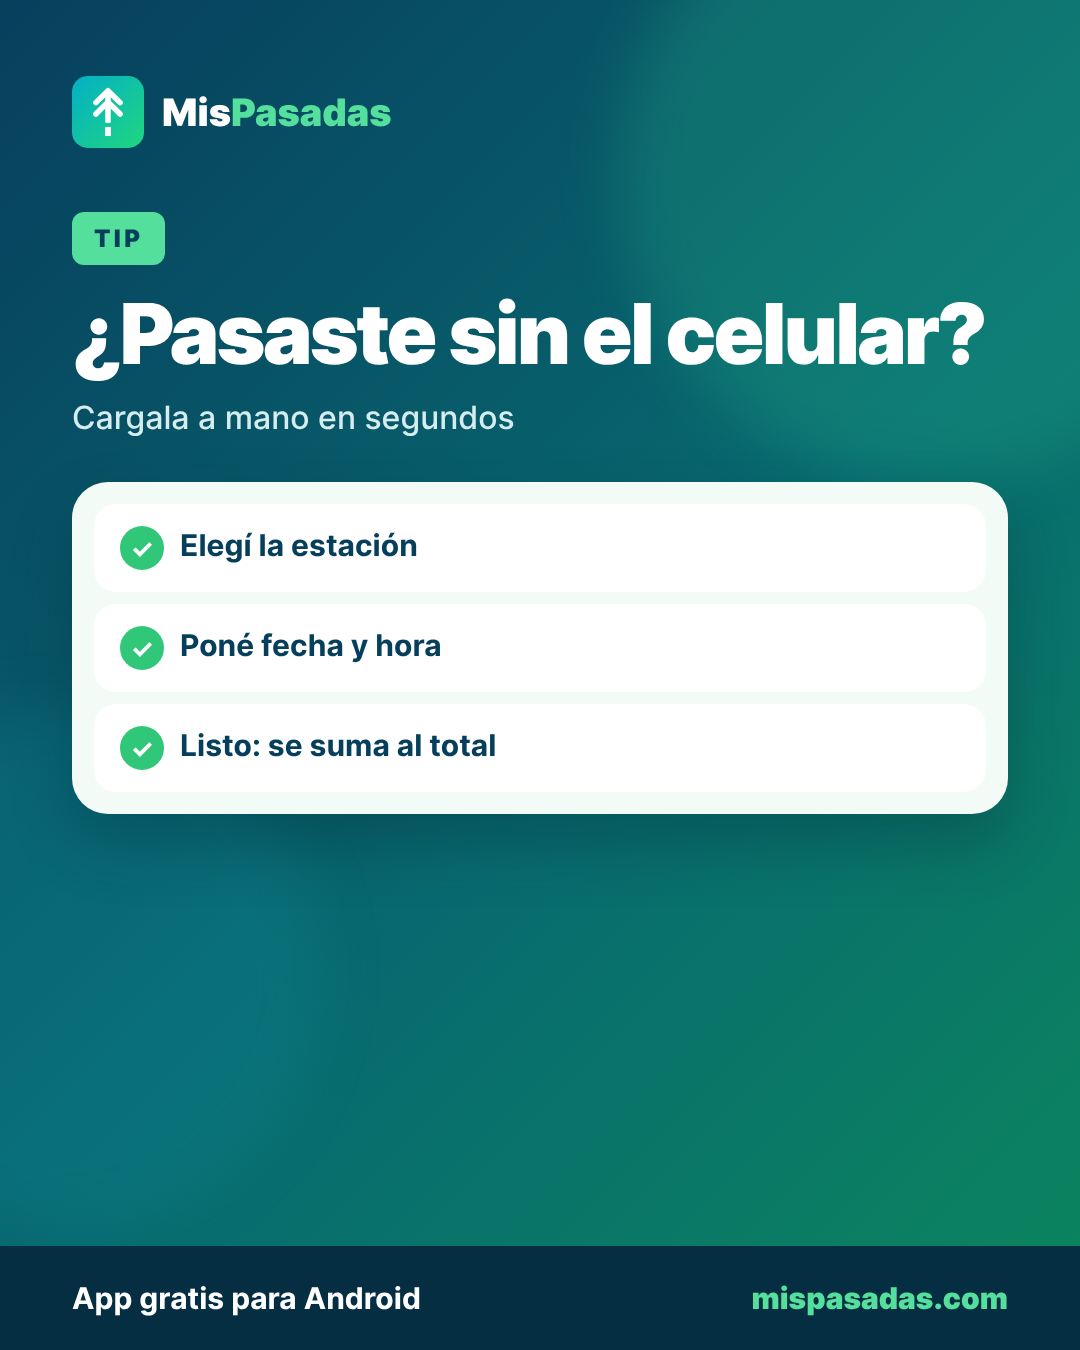 MisPasadas
TIP
¿Pasaste sin el celular?
Cargala a mano en segundos
Elegí la estación
Poné fecha y hora
Listo: se suma al total
App gratis para Android
mispasadas.com